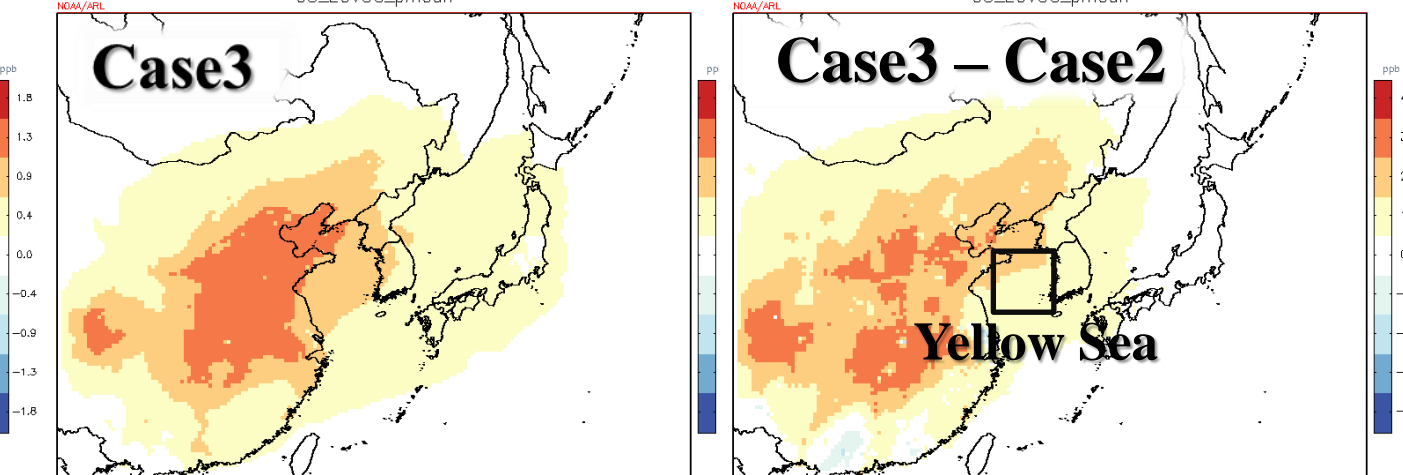 NOAA/ARL
NOAA/ARL
Case3
Case3 – Case2
ppb
1.8
1.3
0.9
0.4
0.0
−0.4
−0.9
−1.3
−1.8
ppb
Yellow Sea